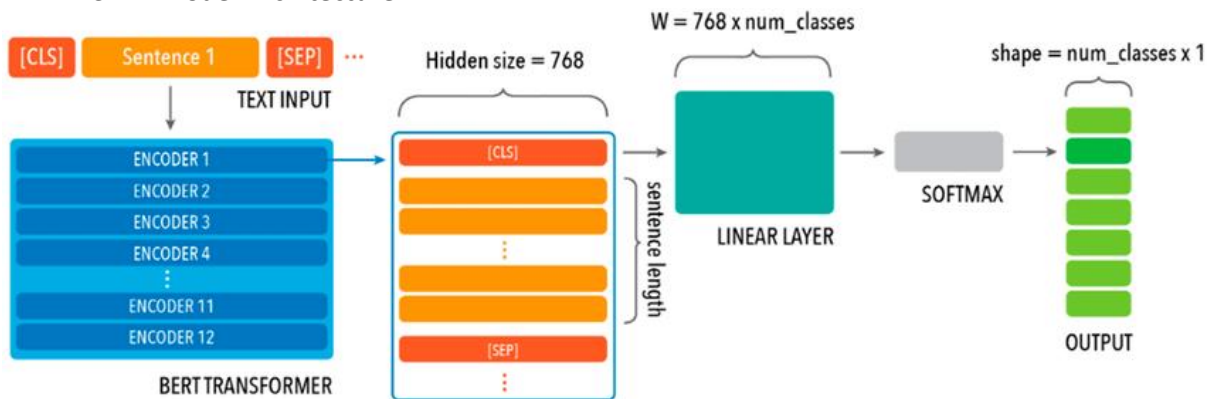 [CLS] Sentence 1 [SEP] ...
TEXT INPUT
ENCODER 1
ENCODER 2
ENCODER 3
ENCODER 4
⋮
ENCODER 11
ENCODER 12
BERT TRANSFORMER
Hidden size = 768
[CLS]
⋮
[SEP]
⋮
sentence length
W = 768 x num_classes
LINEAR LAYER
SOFTMAX
shape = num_classes x 1
OUTPUT